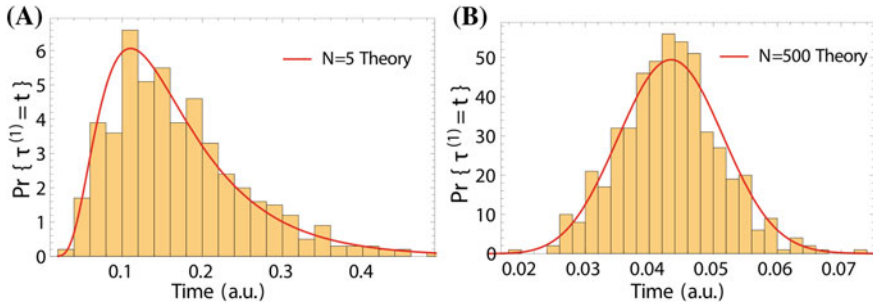 (A)
Pr { τ^(1) = t }
6
5
4
3
2
1
0
N=5 Theory
0.1 0.2 0.3 0.4
Time (a.u.)
(B)
Pr { τ^(1) = t }
50
40
30
20
10
0
N=500 Theory
0.02 0.03 0.04 0.05 0.06 0.07
Time (a.u.)